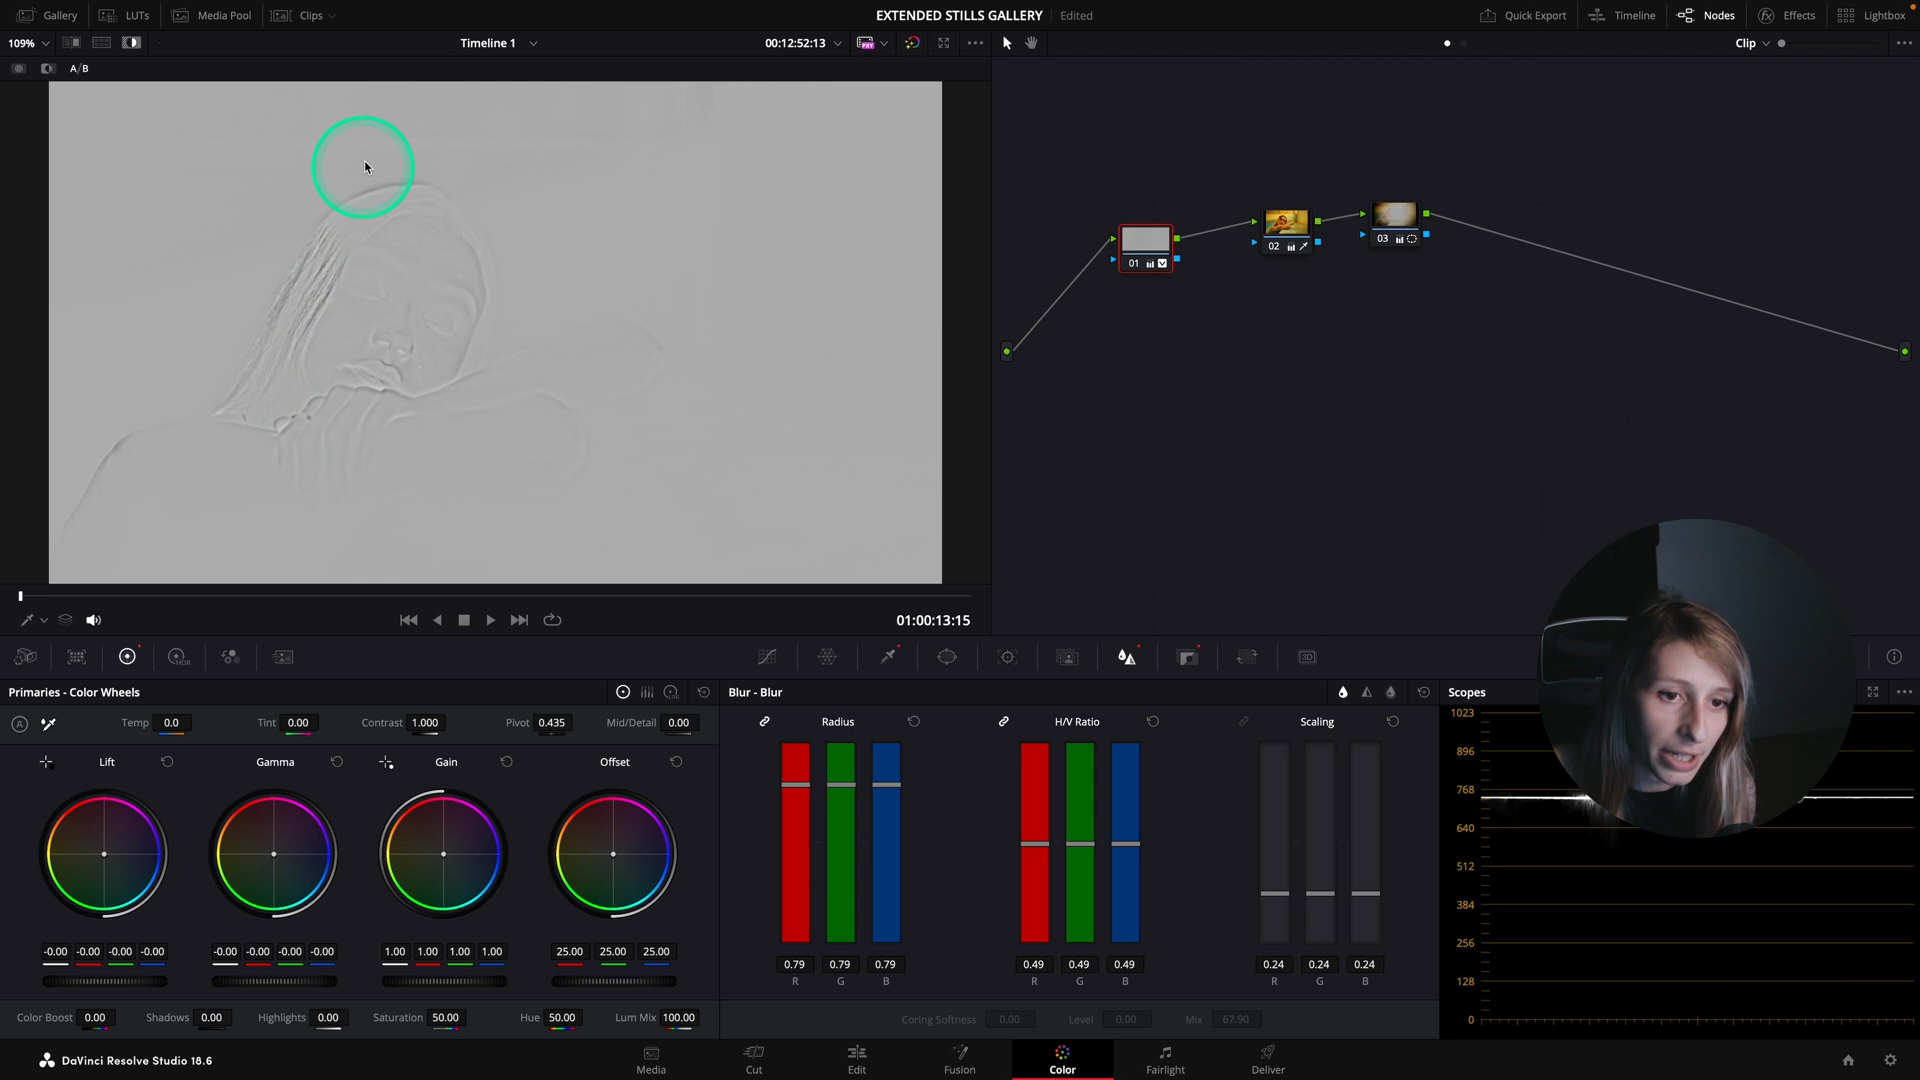 Gallery LUTs Media Pool Clips EXTENDED STILLS GALLERY Edited Quick Export Timeline Nodes Effects Lightbox
109% Timeline 1 00:12:52:13 PXY Clip
A/B
01
02
03
01:00:13:15
HDR
3D
Primaries - Color Wheels LOG Blur - Blur Scopes
A Temp 0.0 Tint 0.00 Contrast 1.000 Pivot 0.435 Mid/Detail 0.00 Radius H/V Ratio Scaling
Lift Gamma Gain Offset
1023
896
768
640
512
384
256
128
0
-0.00 -0.00 -0.00 -0.00 -0.00 -0.00 -0.00 -0.00 1.00 1.00 1.00 1.00 25.00 25.00 25.00
0.79 0.79 0.79 0.49 0.49 0.49 0.24 0.24 0.24
R G B R G B R G B
Color Boost 0.00 Shadows 0.00 Highlights 0.00 Saturation 50.00 Hue 50.00 Lum Mix 100.00 Coring Softness 0.00 Level 0.00 Mix 67.90
DaVinci Resolve Studio 18.6 Media Cut Edit Fusion Color Fairlight Deliver